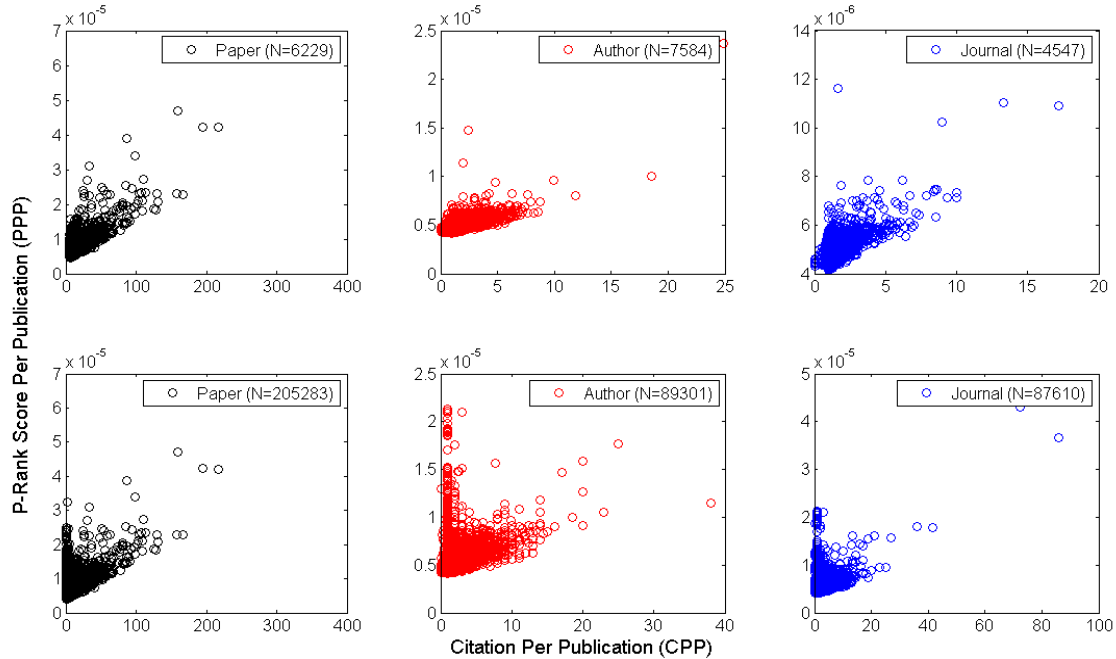 P-Rank Score Per Publication (PPP)
x 10⁻⁵
7
6
5
4
3
2
1
0
Paper (N=6229)
0 100 200 300 400
x 10⁻⁵
2.5
2
1.5
1
0.5
0
Author (N=7584)
0 5 10 15 20 25
x 10⁻⁶
14
12
10
8
6
4
Journal (N=4547)
0 5 10 15 20
x 10⁻⁵
7
6
5
4
3
2
1
0
Paper (N=205283)
0 100 200 300 400
x 10⁻⁵
2.5
2
1.5
1
0.5
0
Author (N=89301)
0 10 20 30 40
x 10⁻⁵
5
4
3
2
1
0
Journal (N=87610)
0 20 40 60 80 100
Citation Per Publication (CPP)